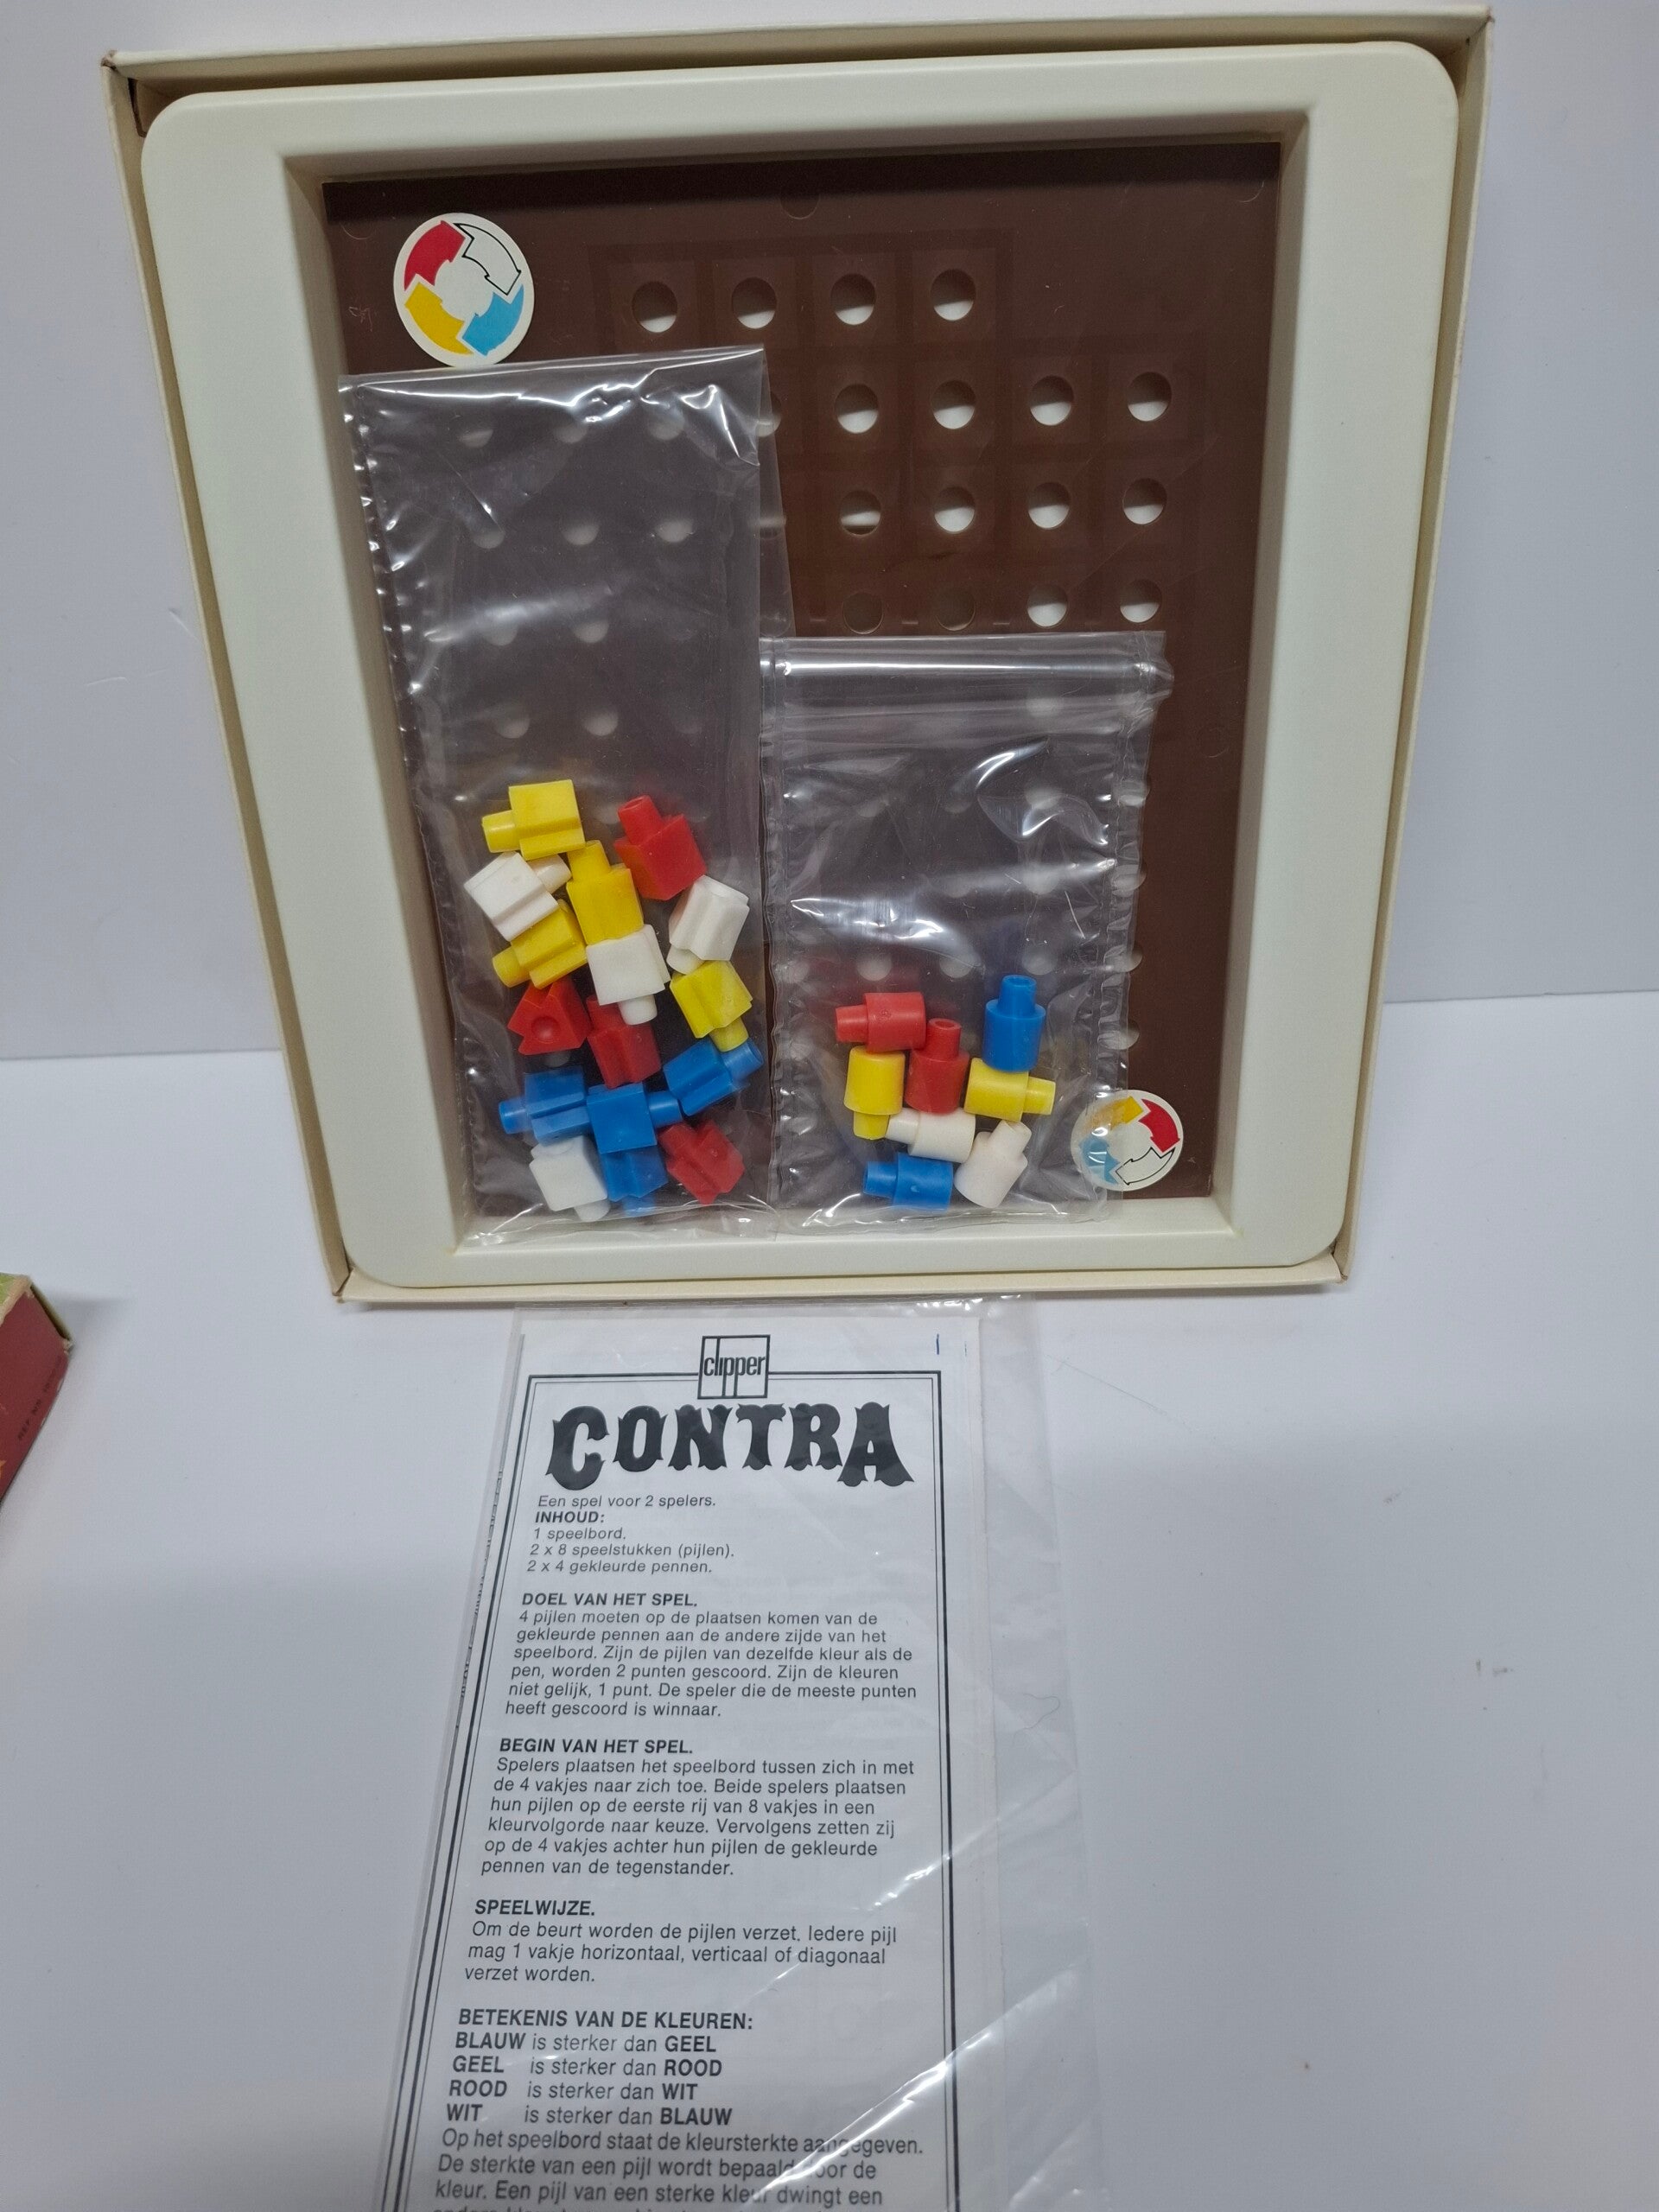 clipper
CONTRA
Een spel voor 2 spelers.
INHOUD:
1 speelbord.
2 x 8 speelstukken (pijlen).
2 x 4 gekleurde pennen.
DOEL VAN HET SPEL.
4 pijlen moeten op de plaatsen komen van de
gekleurde pennen aan de andere zijde van het
speelbord. Zijn de pijlen van dezelfde kleur als de
pen, worden 2 punten gescoord. Zijn de kleuren
niet gelijk, 1 punt. De speler die de meeste punten
heeft gescoord is winnaar.
BEGIN VAN HET SPEL.
Spelers plaatsen het speelbord tussen zich in met
de 4 vakjes naar zich toe. Beide spelers plaatsen
hun pijlen op de eerste rij van 8 vakjes in een
kleurvolgorde naar keuze. Vervolgens zetten zij
op de 4 vakjes achter hun pijlen de gekleurde
pennen van de tegenstander.
SPEELWIJZE.
Om de beurt worden de pijlen verzet. Iedere pijl
mag 1 vakje horizontaal, verticaal of diagonaal
verzet worden.
BETEKENIS VAN DE KLEUREN:
BLAUW is sterker dan GEEL
GEEL is sterker dan ROOD
ROOD is sterker dan WIT
WIT is sterker dan BLAUW
Op het speelbord staat de kleursterkte aangegeven.
De sterkte van een pijl wordt bepaald door de
kleur. Een pijl van een sterke kleur dwingt een